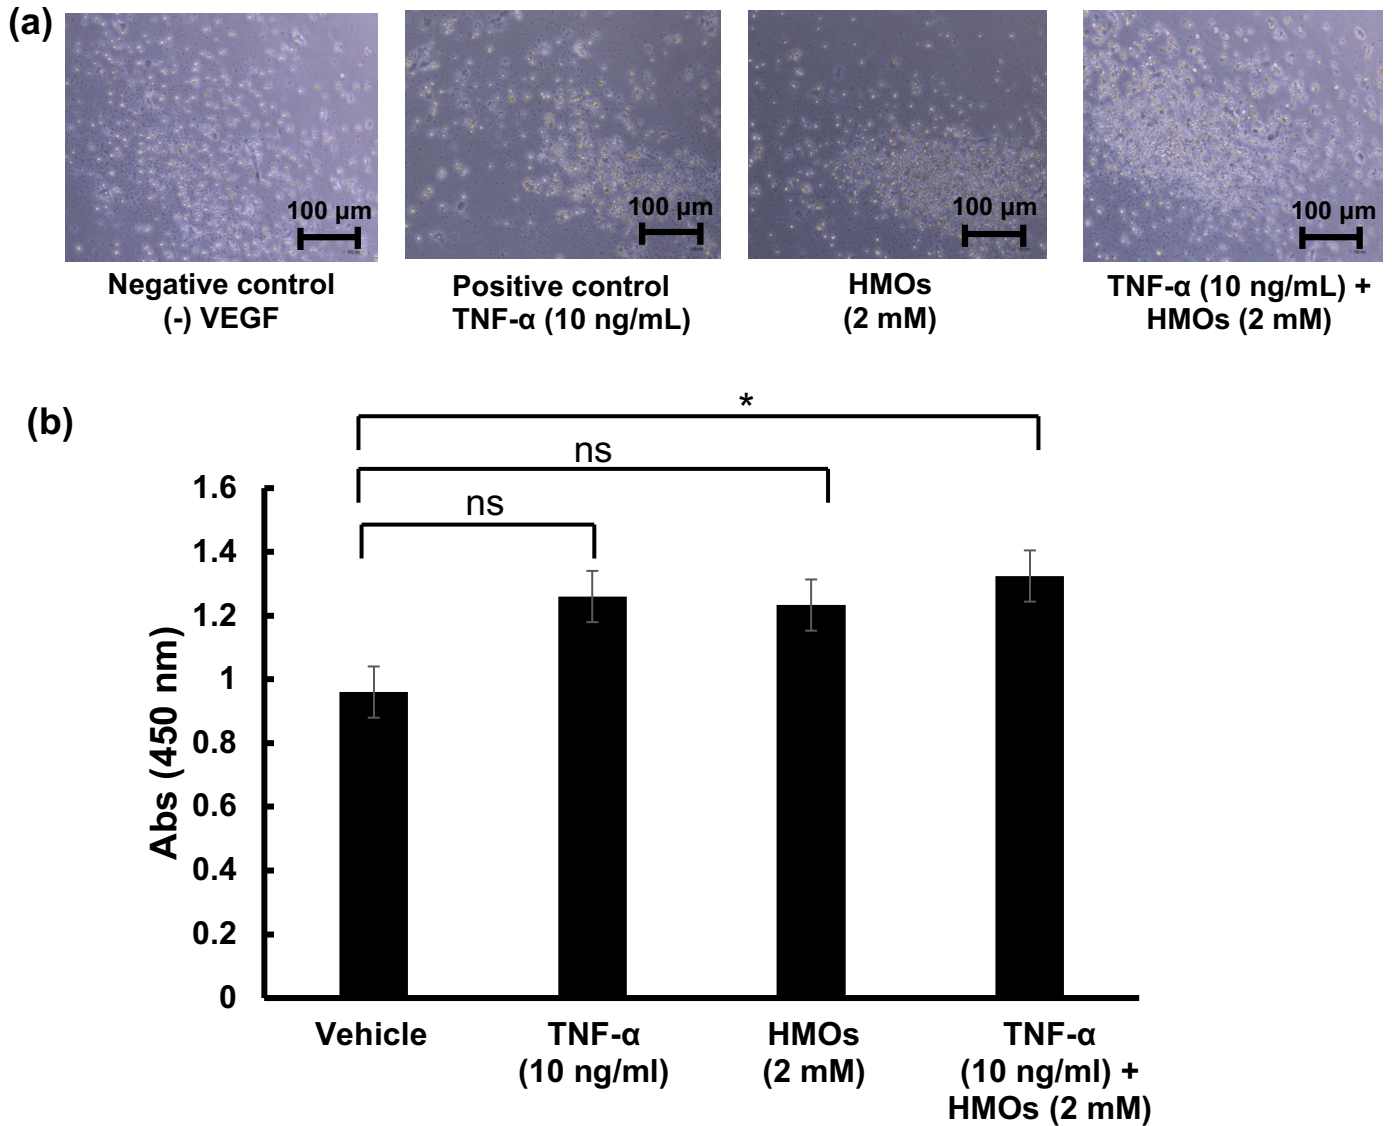 (a)
100 µm
100 µm
100 µm
100 µm
Negative control
(-) VEGF
Positive control
TNF-α (10 ng/mL)
HMOs
(2 mM)
TNF-α (10 ng/mL) +
HMOs (2 mM)
(b)
*
ns
ns
1.6
1.4
1.2
1
0.8
0.6
0.4
0.2
0
Abs (450 nm)
Vehicle
TNF-α
(10 ng/ml)
HMOs
(2 mM)
TNF-α
(10 ng/ml) +
HMOs (2 mM)